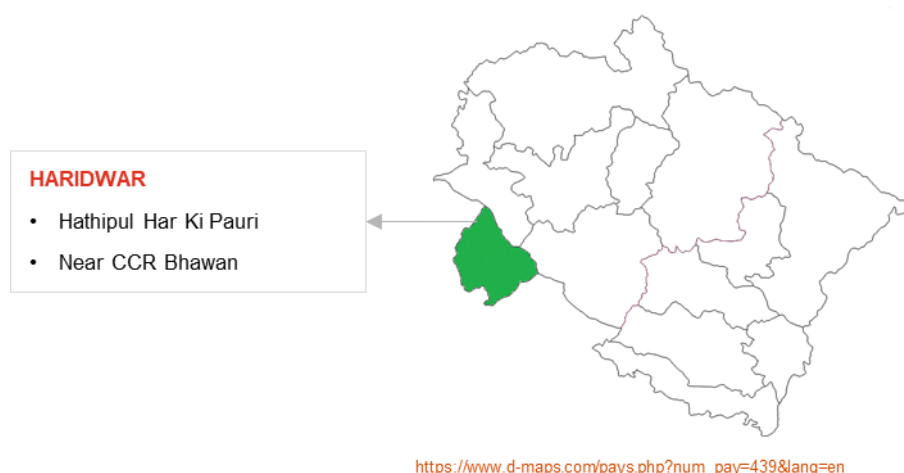 HARIDWAR
• Hathipul Har Ki Pauri
• Near CCR Bhawan
https://www.d-maps.com/pays.php?num_pay=439&lang=en